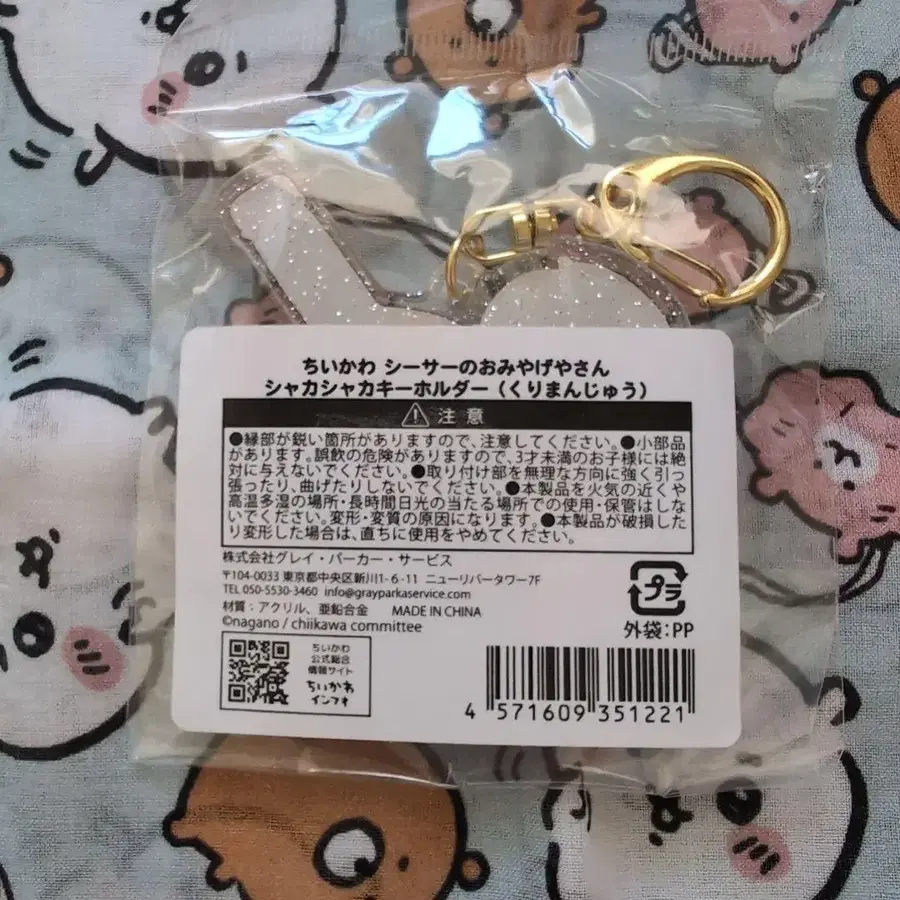 ちいかわ シーサーのおみやげやさん
シャカシャカキーホルダー（くりまんじゅう）
注意
●縁部が鋭い箇所がありますので、注意してください。●小部品
があります。誤飲の危険がありますので、3才未満のお子様には絶
対に与えないでください。●取り付け部を無理な方向に強く引っ
張ったり、曲げたりしないでください。●本製品を火気の近くや
高温多湿の場所・長時間日光の当たる場所での使用・保管はしな
いでください。変形・変質の原因になります。●本製品が破損した
り変形した場合は、直ちに使用をやめてください。
株式会社グレイ・パーカー・サービス
〒104-0033 東京都中央区新川1-6-11 ニューリバータワー7F
TEL 050-5530-3460 info@grayparkaservice.com
材質：アクリル、亜鉛合金 MADE IN CHINA
©nagano / chiikawa committee
プラ
外袋：PP
ちいかわ
公式総合
情報サイト
ちいかわ
インフォ
4 571609 351221